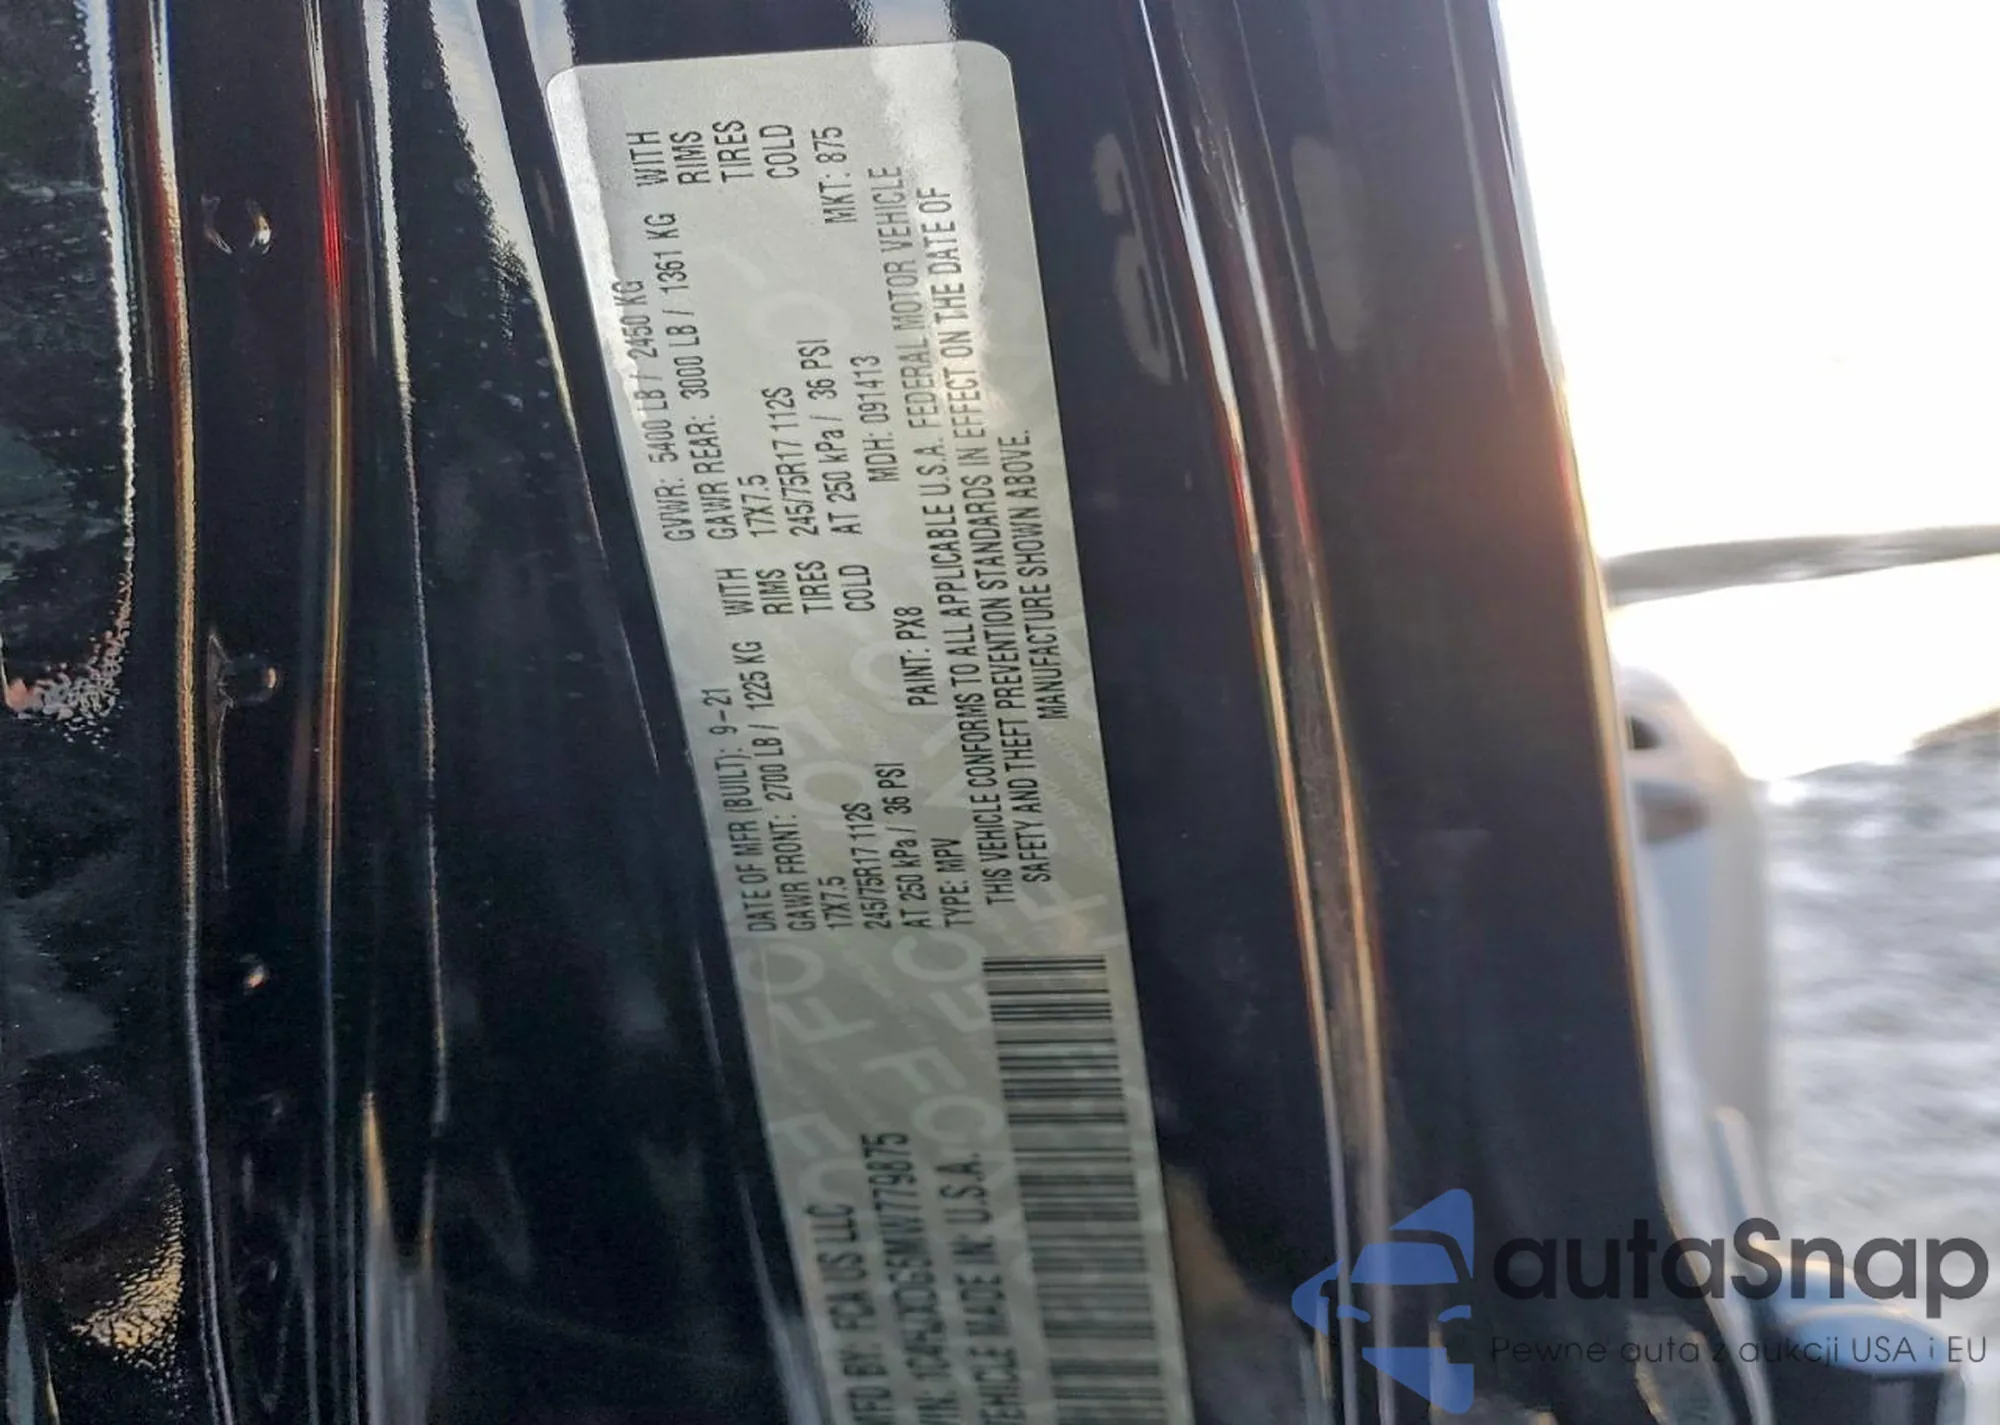 MFD BY: FCA US LLC
DATE OF MFR (BUILT): 9-21
GVWR: 5400 LB / 2450 KG
GAWR FRONT: 2700 LB / 1225 KG WITH
GAWR REAR: 3000 LB / 1361 KG WITH
17X7.5 RIMS
17X7.5 RIMS
245/75R17 112S TIRES
245/75R17 112S TIRES
AT 250 kPa / 36 PSI COLD
AT 250 kPa / 36 PSI COLD
VIN: 1C4HJXDG5MW779875
TYPE: MPV PAINT: PX8 MDH: 091413 MKT: 875
VEHICLE MADE IN U.S.A.
THIS VEHICLE CONFORMS TO ALL APPLICABLE U.S.A. FEDERAL MOTOR VEHICLE
SAFETY AND THEFT PREVENTION STANDARDS IN EFFECT ON THE DATE OF
MANUFACTURE SHOWN ABOVE.
autaSnap
Pewne auta z aukcji USA i EU